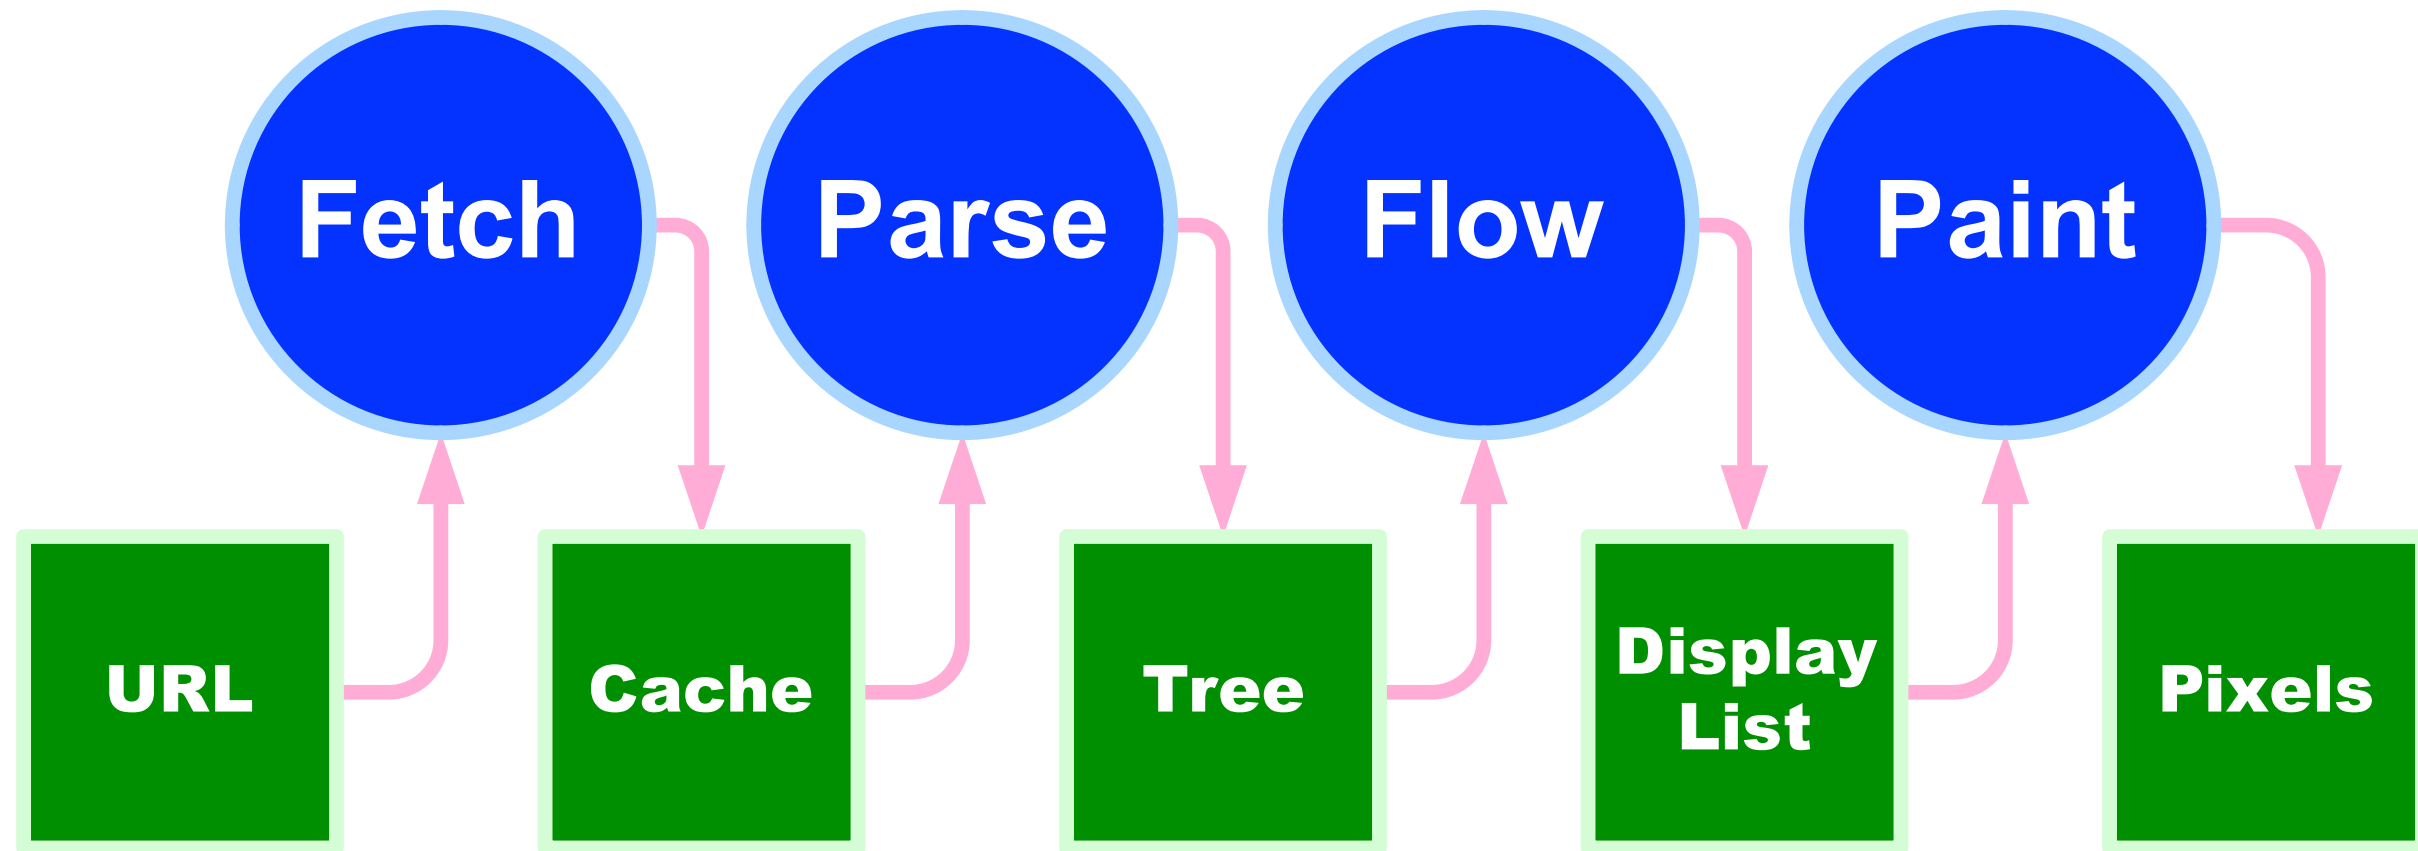 Fetch
Parse
Flow
Paint
URL
Cache
Tree
Display
List
Pixels